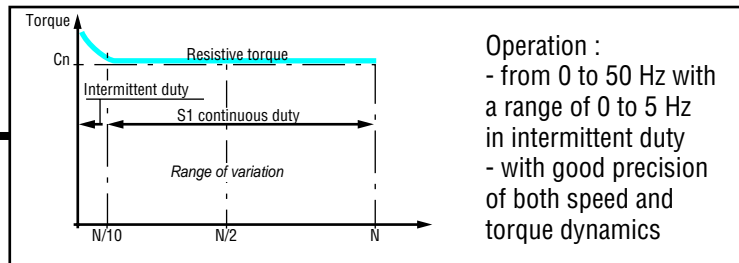 Torque
Cn
Resistive torque
Intermittent duty
S1 continuous duty
Range of variation
N/10
N/2
N
Operation :
- from 0 to 50 Hz with
a range of 0 to 5 Hz
in intermittent duty
- with good precision
of both speed and
torque dynamics